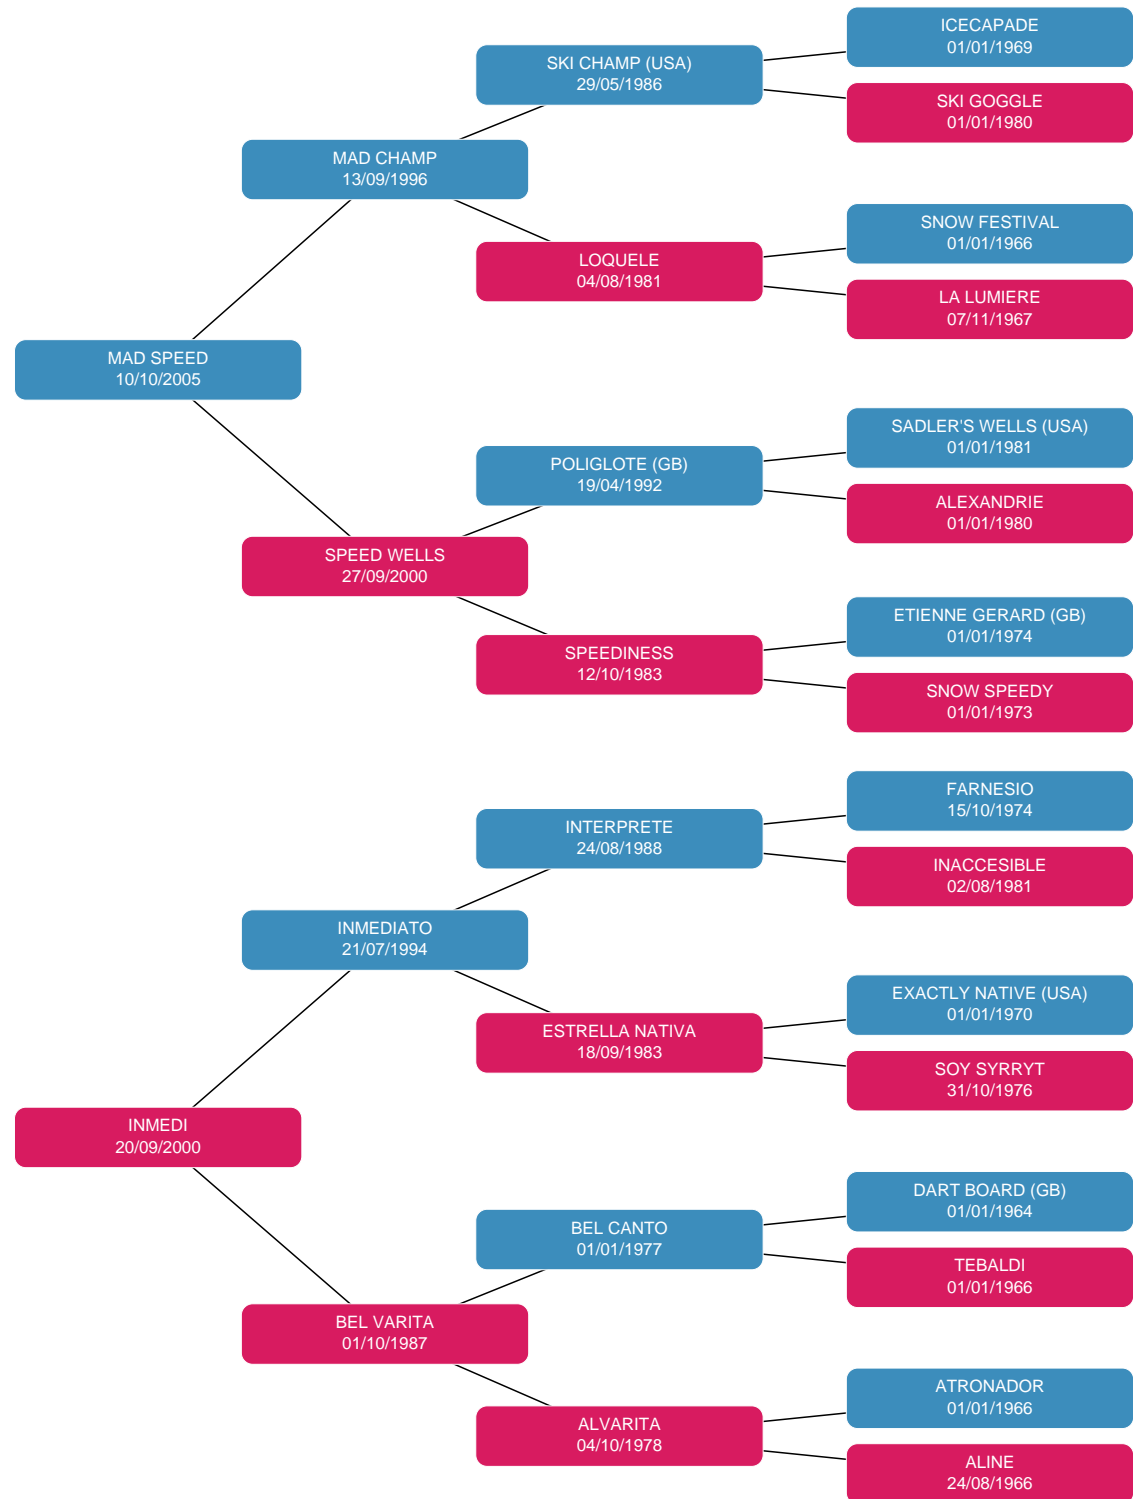 ICECAPADE
01/01/1969
SKI CHAMP (USA)
29/05/1986
SKI GOGGLE
01/01/1980
MAD CHAMP
13/09/1996
SNOW FESTIVAL
01/01/1966
LOQUELE
04/08/1981
LA LUMIERE
07/11/1967
MAD SPEED
10/10/2005
SADLER'S WELLS (USA)
01/01/1981
POLIGLOTE (GB)
19/04/1992
ALEXANDRIE
01/01/1980
SPEED WELLS
27/09/2000
ETIENNE GERARD (GB)
01/01/1974
SPEEDINESS
12/10/1983
SNOW SPEEDY
01/01/1973
FARNESIO
15/10/1974
INTERPRETE
24/08/1988
INACCESIBLE
02/08/1981
INMEDIATO
21/07/1994
EXACTLY NATIVE (USA)
01/01/1970
ESTRELLA NATIVA
18/09/1983
SOY SYRRYT
31/10/1976
INMEDI
20/09/2000
DART BOARD (GB)
01/01/1964
BEL CANTO
01/01/1977
TEBALDI
01/01/1966
BEL VARITA
01/10/1987
ATRONADOR
01/01/1966
ALVARITA
04/10/1978
ALINE
24/08/1966